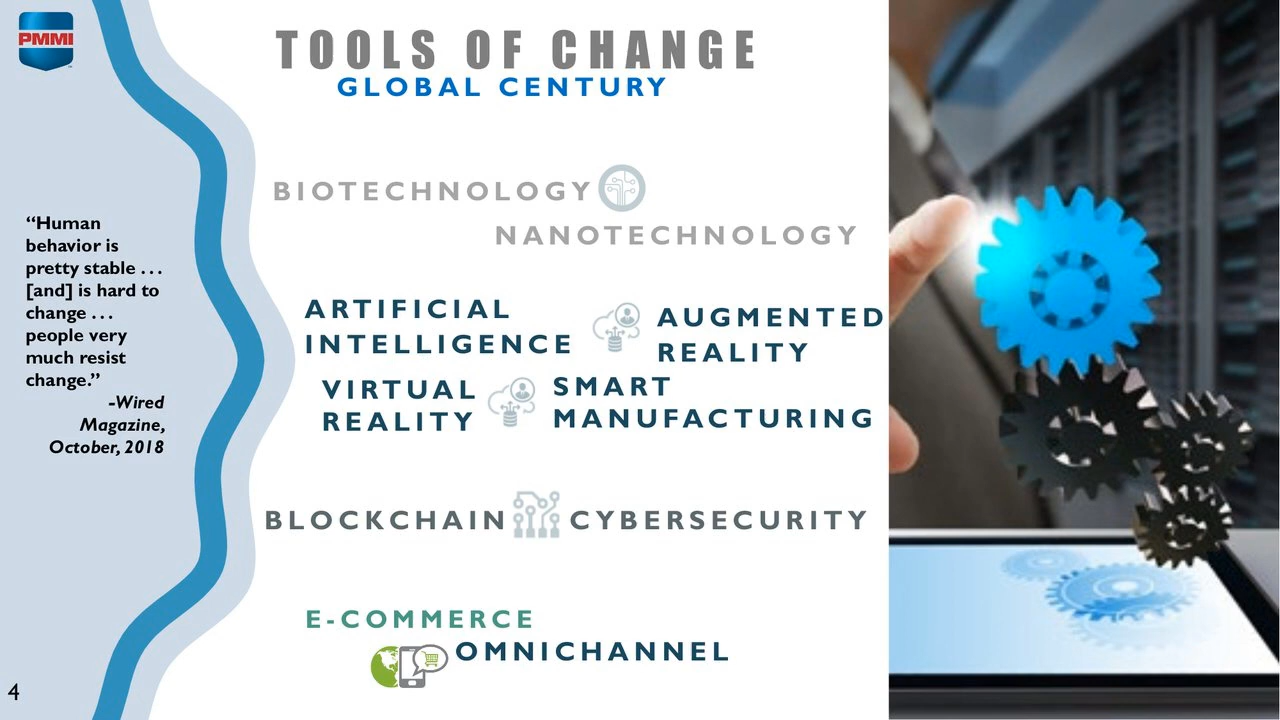 PMMI
TOOLS OF CHANGE
GLOBAL CENTURY
“Human
behavior is
pretty stable . . .
[and] is hard to
change . . .
people very
much resist
change.”
-Wired
Magazine,
October, 2018
BIOTECHNOLOGY
NANOTECHNOLOGY
ARTIFICIAL
INTELLIGENCE
AUGMENTED
REALITY
VIRTUAL
REALITY
SMART
MANUFACTURING
BLOCKCHAIN
CYBERSECURITY
E-COMMERCE
OMNICHANNEL
4